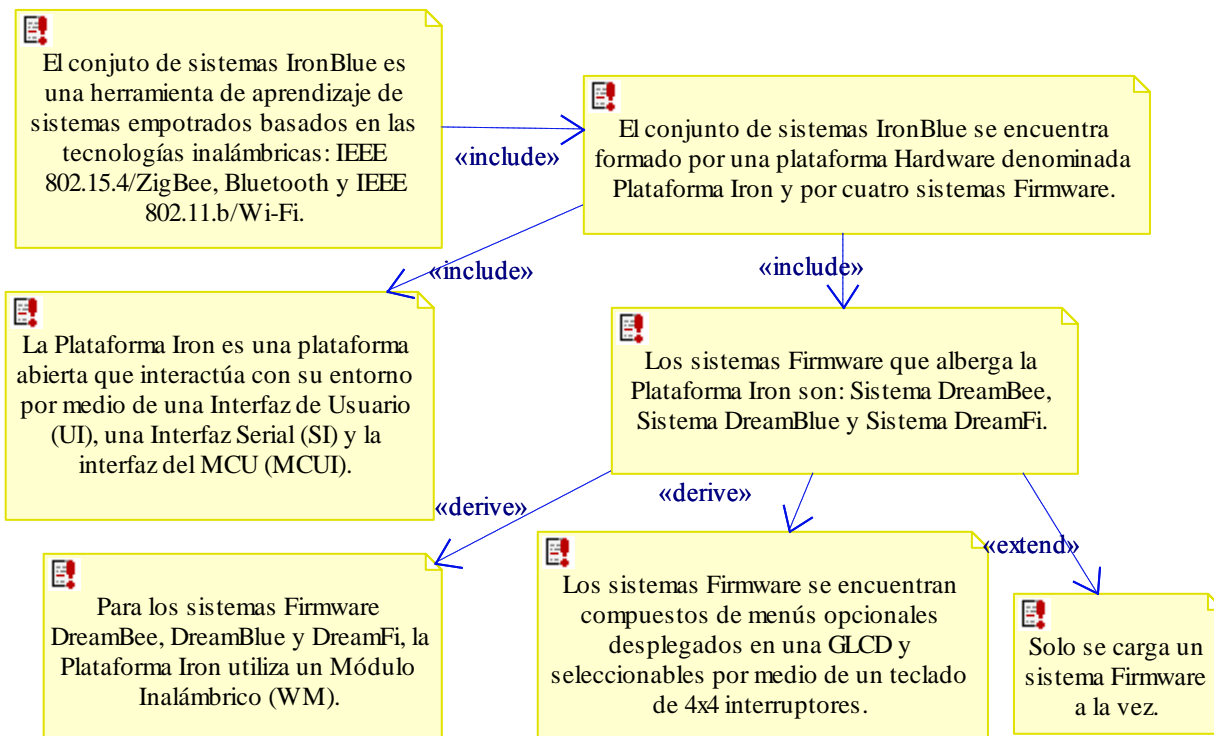 El conjuto de sistemas IronBlue es
una herramienta de aprendizaje de
sistemas empotrados basados en las
tecnologías inalámbricas: IEEE
802.15.4/ZigBee, Bluetooth y IEEE
802.11.b/Wi-Fi.
«include»
El conjunto de sistemas IronBlue se encuentra
formado por una plataforma Hardware denominada
Plataforma Iron y por cuatro sistemas Firmware.
«include»
«include»
La Plataforma Iron es una plataforma
abierta que interactúa con su entorno
por medio de una Interfaz de Usuario
(UI), una Interfaz Serial (SI) y la
interfaz del MCU (MCUI).
Los sistemas Firmware que alberga la
Plataforma Iron son: Sistema DreamBee,
Sistema DreamBlue y Sistema DreamFi.
«derive»
«derive»
«extend»
Para los sistemas Firmware
DreamBee, DreamBlue y DreamFi, la
Plataforma Iron utiliza un Módulo
Inalámbrico (WM).
Los sistemas Firmware se encuentran
compuestos de menús opcionales
desplegados en una GLCD y
seleccionables por medio de un teclado
de 4x4 interruptores.
Solo se carga un
sistema Firmware
a la vez.